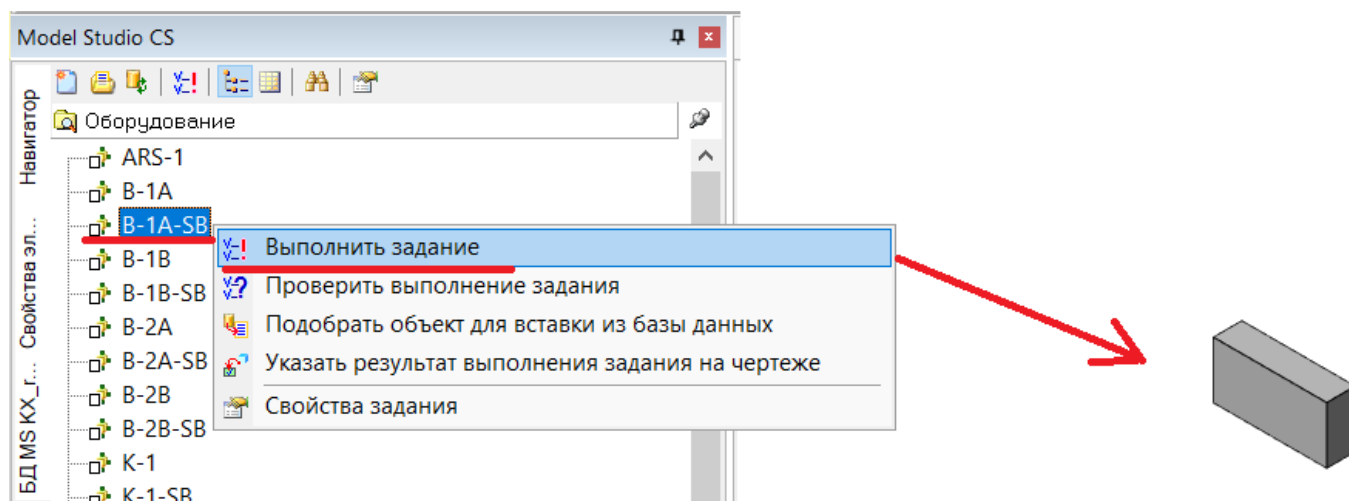 Model Studio CS
Навигатор
Свойства эл...
БД MS KX_г...
Оборудование
ARS-1
B-1A
B-1A-SB
B-1B
B-1B-SB
B-2A
B-2A-SB
B-2B
B-2B-SB
K-1
K-1-SB
Выполнить задание
Проверить выполнение задания
Подобрать объект для вставки из базы данных
Указать результат выполнения задания на чертеже
Свойства задания